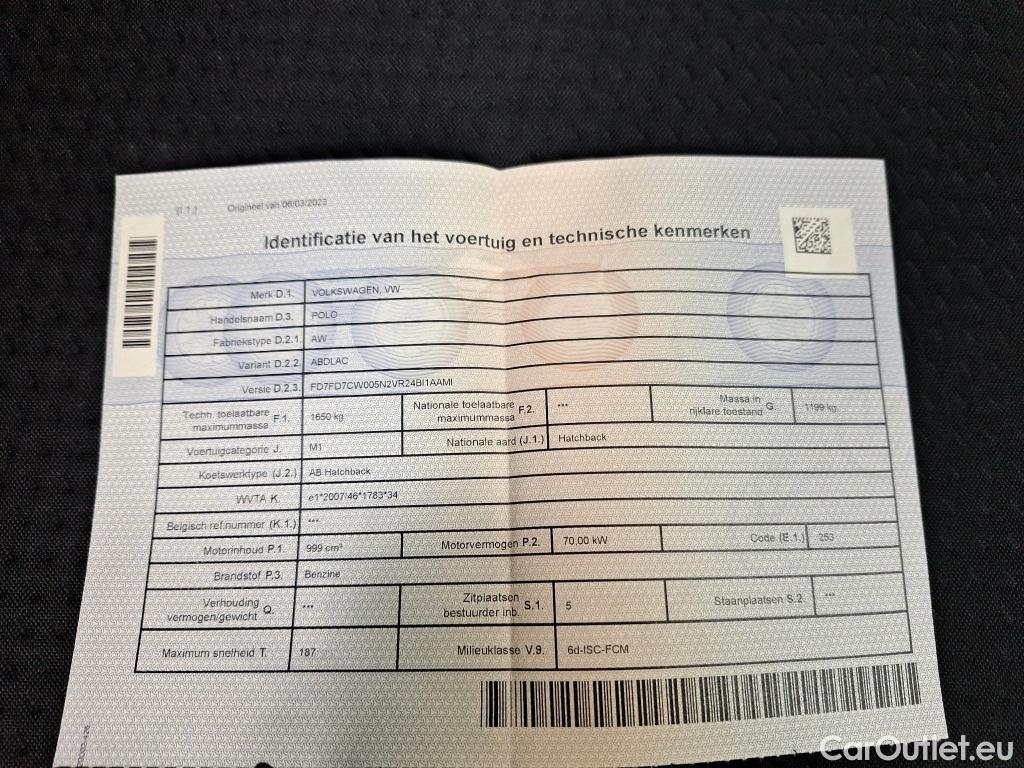 (I.1.) Origineel van 06/03/2023
Identificatie van het voertuig en technische kenmerken
Merk D.1. VOLKSWAGEN, VW
Handelsnaam D.3. POLO
Fabriekstype D.2.1. AW
Variant D.2.2. ABDLAC
Versie D.2.3. FD7FD7CW005N2VR24BI1AAMI
Techn. toelaatbare maximummassa F.1. 1650 kg Nationale toelaatbare maximummassa F.2. *** Massa in rijklare toestand G. 1199 kg
Voertuigcategorie J. M1 Nationale aard (J.1.) Hatchback
Koetswerktype (J.2.) AB Hatchback
WVTA K. e1*2007/46*1783*34
Belgisch ref.nummer (K.1.) ***
Motorinhoud P.1. 999 cm³ Motorvermogen P.2. 70,00 kW Code (E.1.) 253
Brandstof P.3. Benzine
Verhouding vermogen/gewicht Q. *** Zitplaatsen bestuurder inb. S.1. 5 Staanplaatsen S.2. ***
Maximum snelheid T. 187 Milieuklasse V.9. 6d-ISC-FCM
CarOutlet.eu